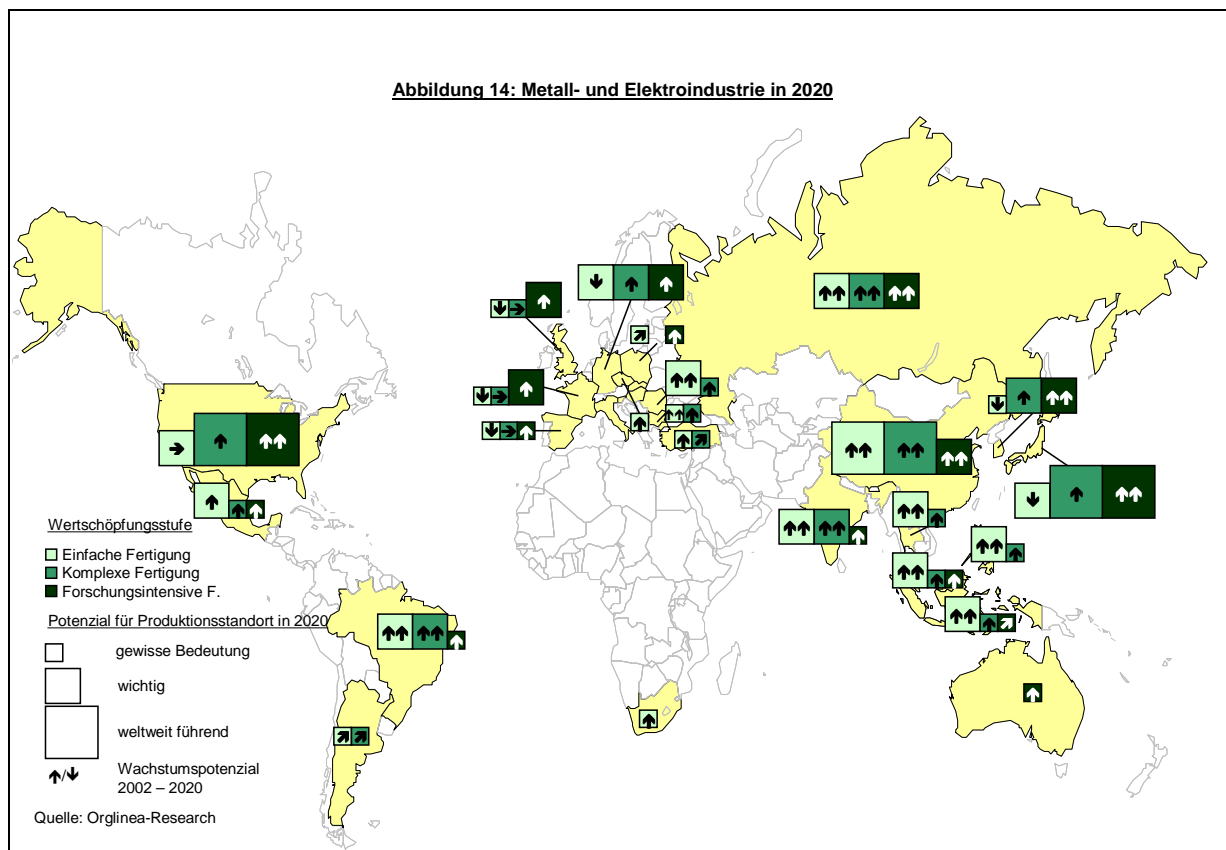 Abbildung 14: Metall- und Elektroindustrie in 2020
Wertschöpfungsstufe
Einfache Fertigung
Komplexe Fertigung
Forschungsintensive F.
Potenzial für Produktionsstandort in 2020
gewisse Bedeutung
wichtig
weltweit führend
/ Wachstumspotenzial
2002 – 2020
Quelle: Orglinea-Research